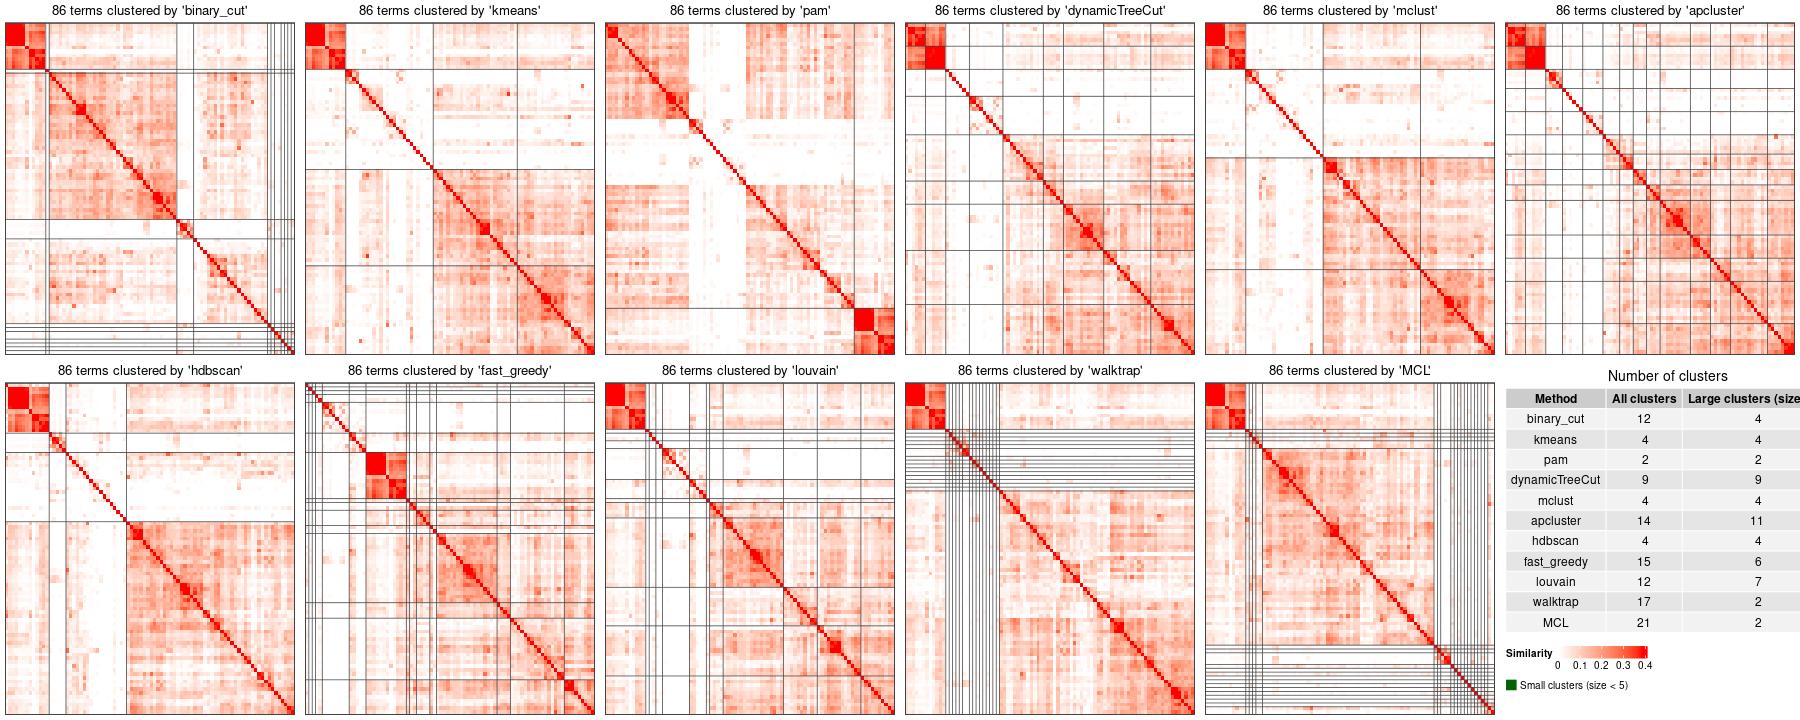 86 terms clustered by 'binary_cut'
86 terms clustered by 'kmeans'
86 terms clustered by 'pam'
86 terms clustered by 'dynamicTreeCut'
86 terms clustered by 'mclust'
86 terms clustered by 'apcluster'
86 terms clustered by 'hdbscan'
86 terms clustered by 'fast_greedy'
86 terms clustered by 'louvain'
86 terms clustered by 'walktrap'
86 terms clustered by 'MCL'
Number of clusters
Method All clusters Large clusters (size
binary_cut 12 4
kmeans 4 4
pam 2 2
dynamicTreeCut 9 9
mclust 4 4
apcluster 14 11
hdbscan 4 4
fast_greedy 15 6
louvain 12 7
walktrap 17 2
MCL 21 2
Similarity
0 0.1 0.2 0.3 0.4
Small clusters (size < 5)